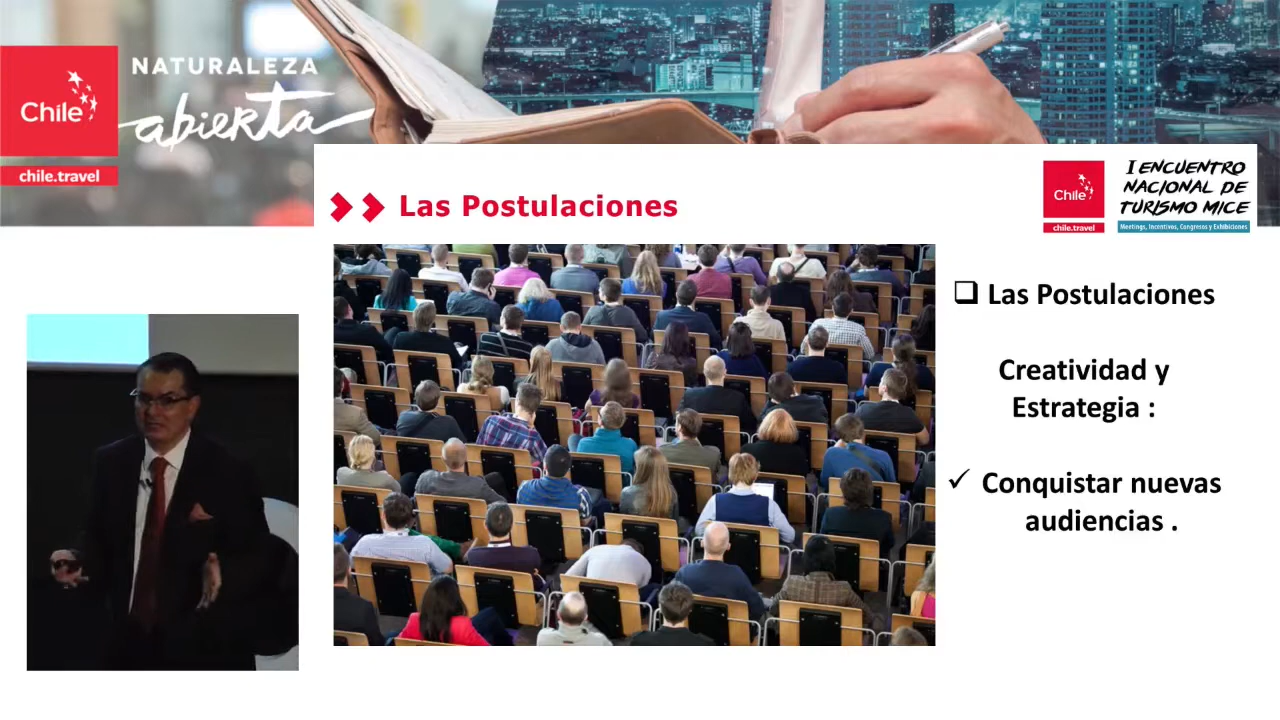 NATURALEZA
abierta
Chile
chile.travel
Las Postulaciones
Chile
chile.travel
I ENCUENTRO
NACIONAL DE
TURISMO MICE
Meetings, Incentivos, Congresos y Exhibiciones
❑ Las Postulaciones
Creatividad y
Estrategia :
✓ Conquistar nuevas
audiencias .